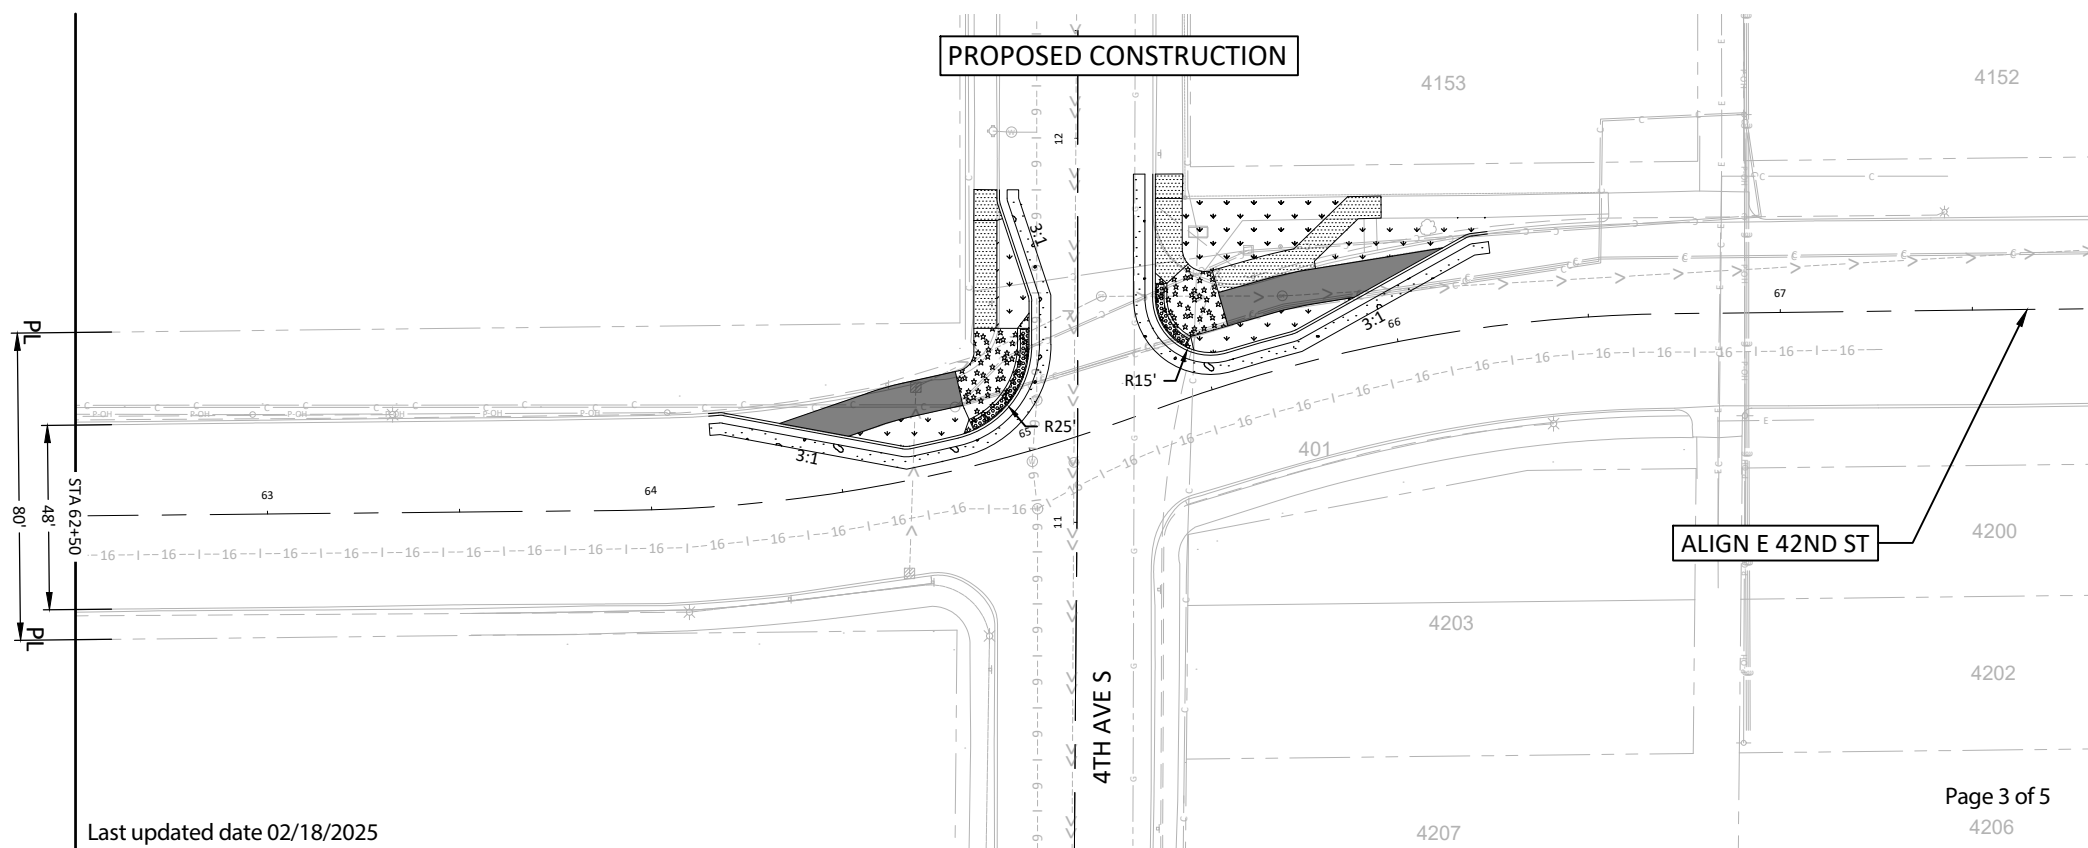 PROPOSED CONSTRUCTION
4153
4152
12
3:1
67
3:1
66
PL
R15'
R25'
65
401
3:1
63
64
11
STA 62+50
48'
80'
PL
ALIGN E 42ND ST
4200
4203
4202
4TH AVE S
Page 3 of 5
Last updated date 02/18/2025
4207
4206